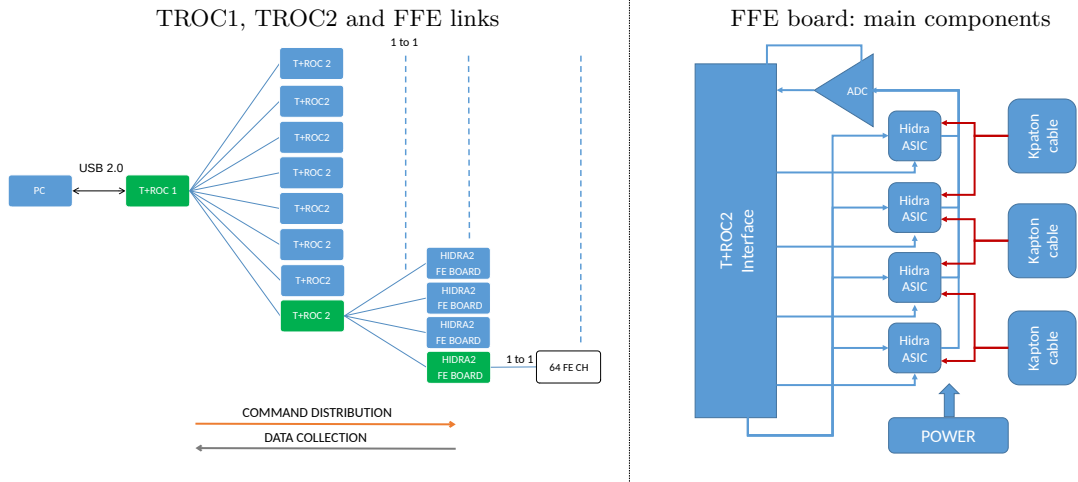 TROC1, TROC2 and FFE links
1 to 1
T+ROC 2
T+ROC2
T+ROC2
T+ROC 2
T+ROC2
T+ROC 2
T+ROC2
T+ROC 2
PC
USB 2.0
T+ROC 1
HIDRA2
FE BOARD
HIDRA2
FE BOARD
HIDRA2
FE BOARD
HIDRA2
FE BOARD
1 to 1
64 FE CH
COMMAND DISTRIBUTION
DATA COLLECTION
FFE board: main components
T+ROC2
Interface
ADC
Hidra
ASIC
Hidra
ASIC
Hidra
ASIC
Hidra
ASIC
Kpaton
cable
Kapton
cable
Kapton
cable
POWER